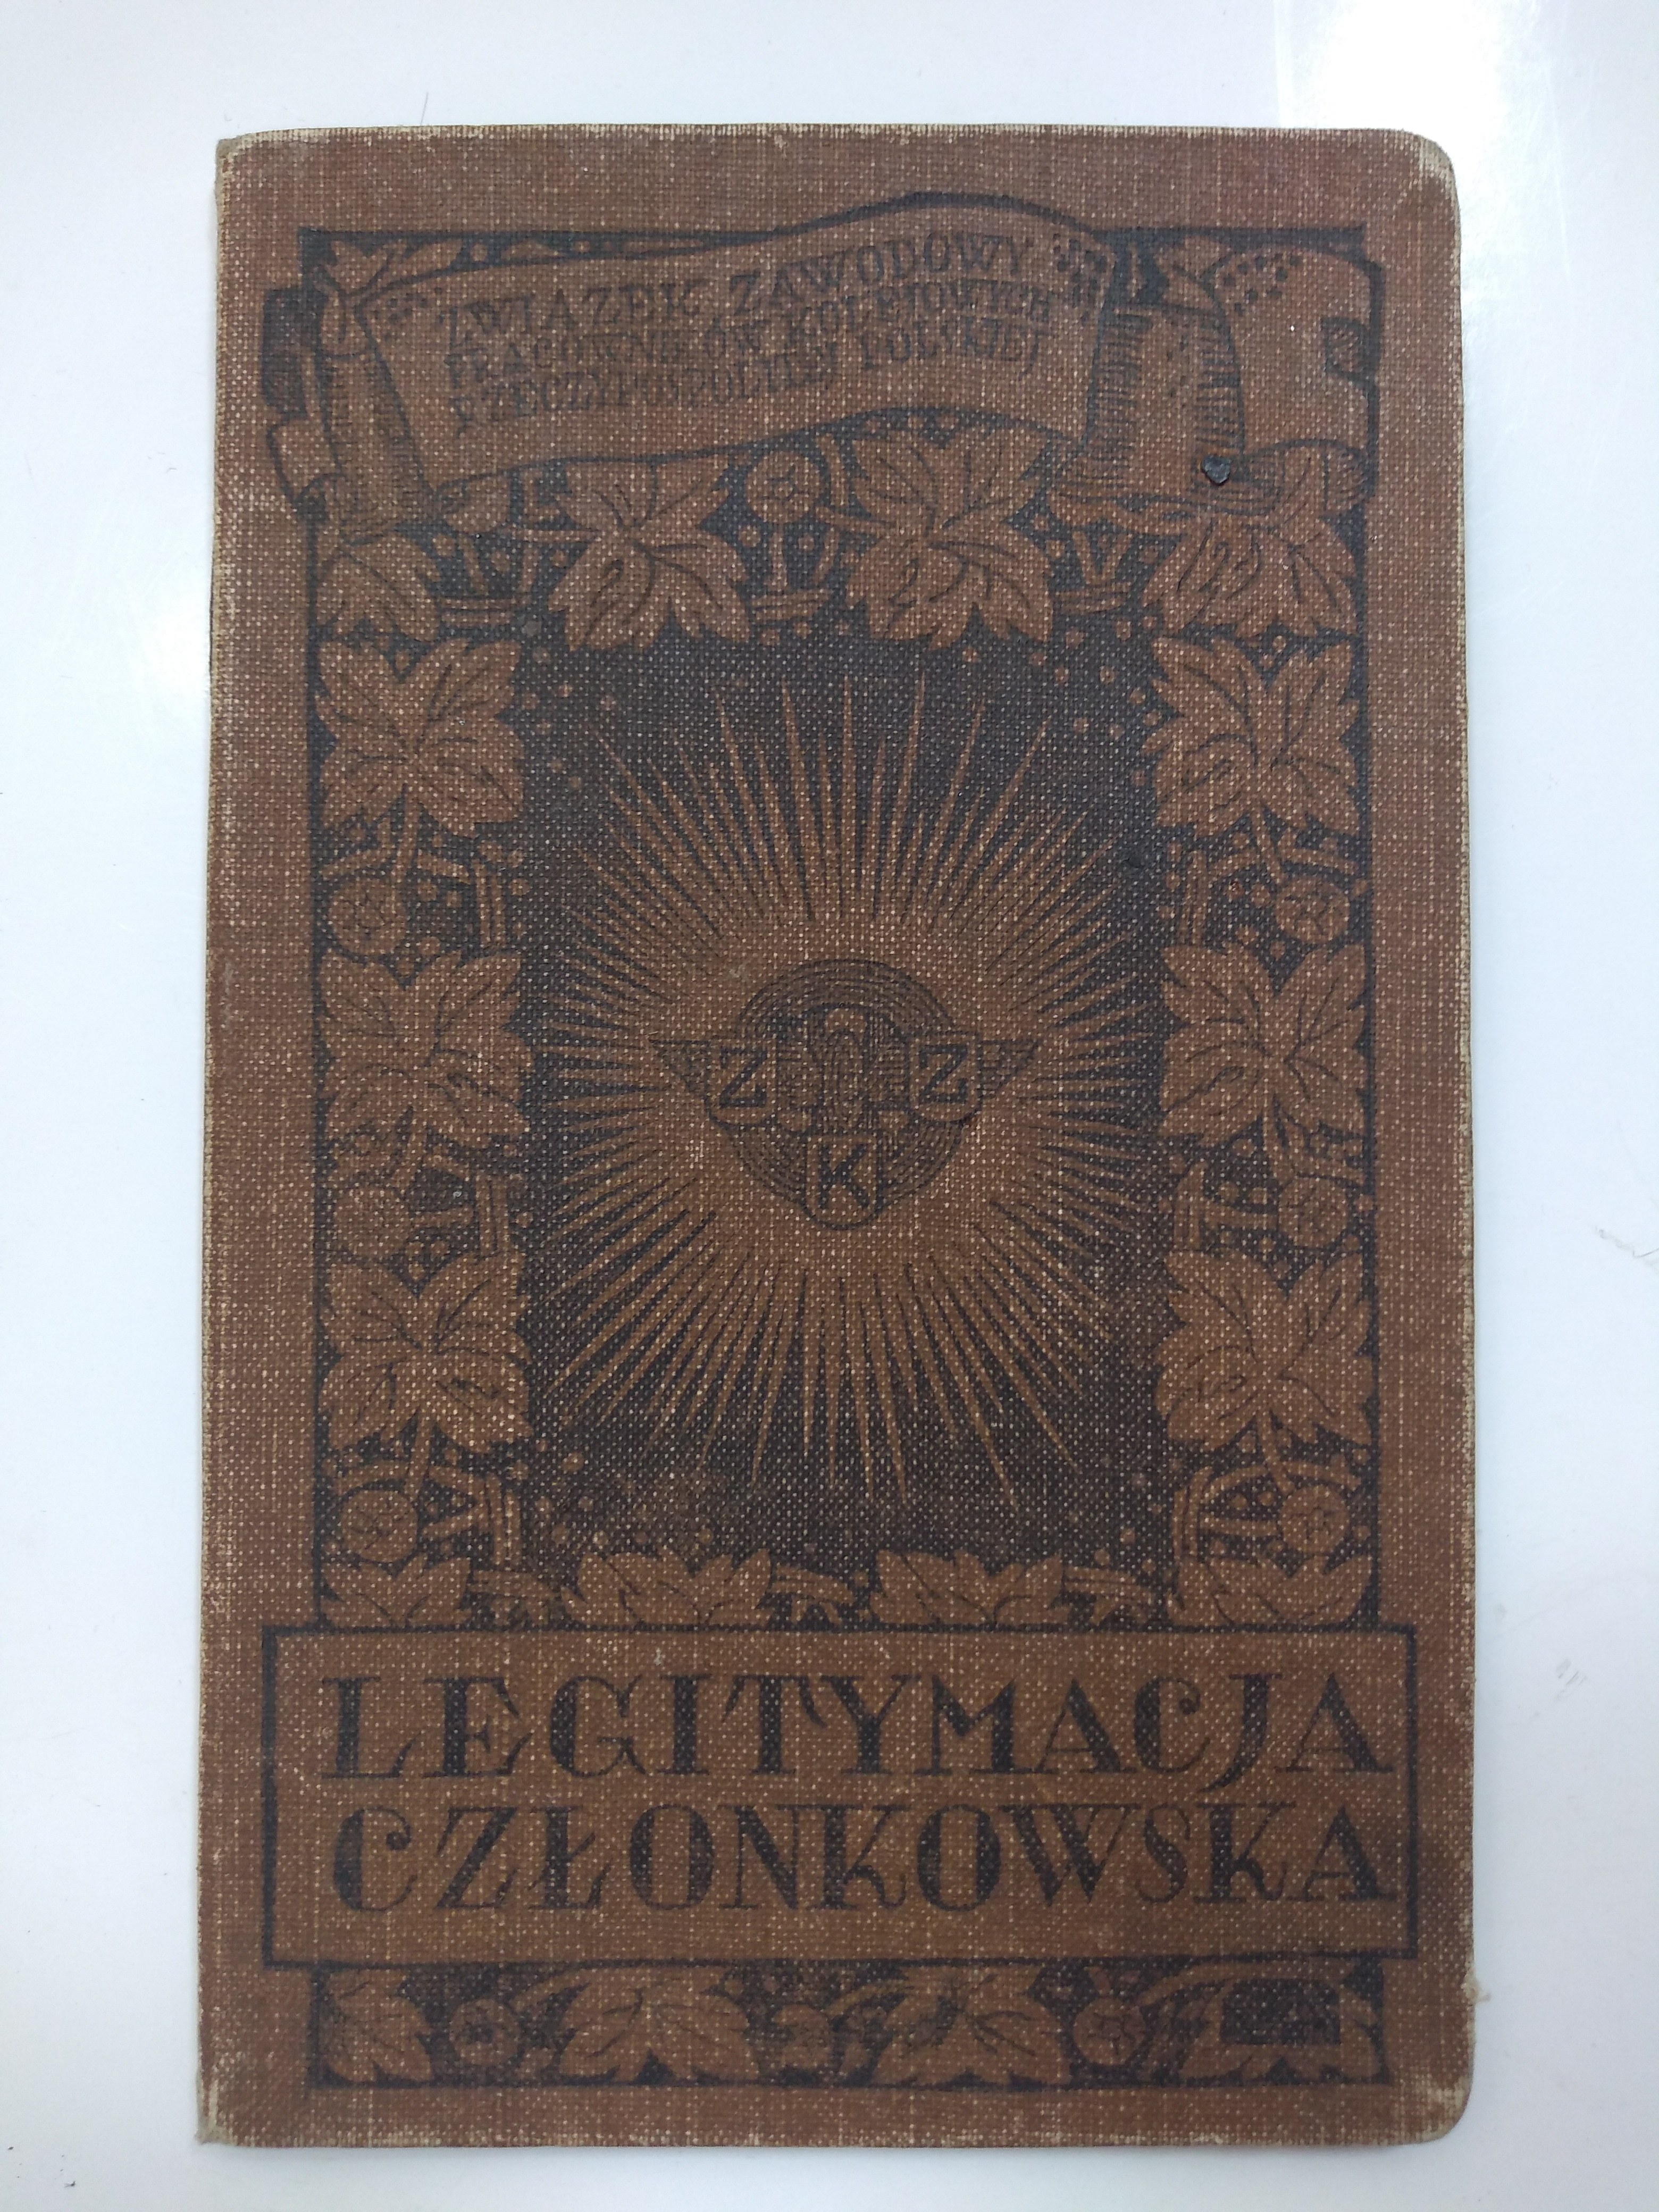 ZWIĄZEK ZAWODOWY
PRACOWNIKÓW KOLEJOWYCH
RZECZYPOSPOLITEJ POLSKIEJ
Z Z
K
LEGITYMACJA
CZŁONKOWSKA